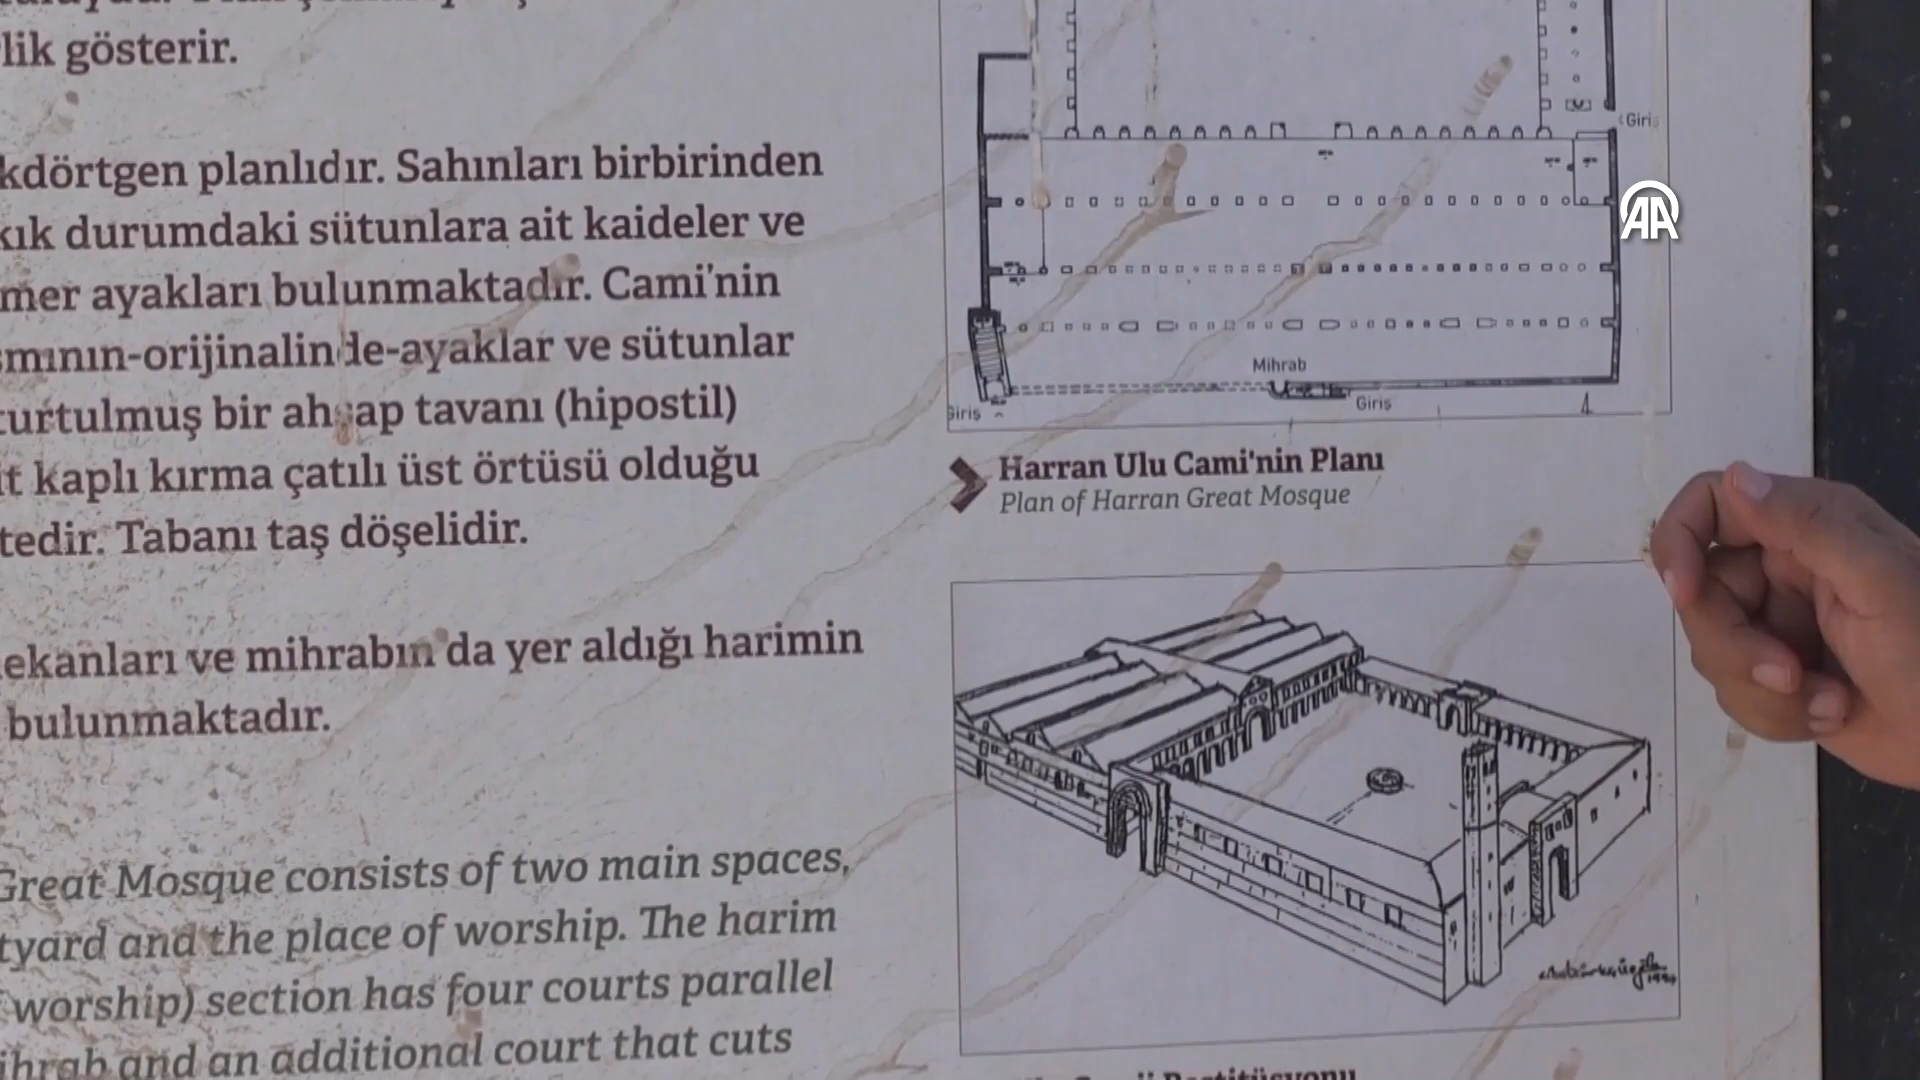 lik gösterir.
kdörtgen planlıdır. Sahınları birbirinden
kık durumdaki sütunlara ait kaideler ve
mer ayakları bulunmaktadır. Cami'nin
mının-orijinalinde-ayaklar ve sütunlar
urtulmuş bir ahşap tavanı (hipostil)
it kaplı kırma çatılı üst örtüsü olduğu
tedir. Tabanı taş döşelidir.
ekanları ve mihrabın da yer aldığı harimin
bulunmaktadır.
Great Mosque consists of two main spaces,
tyard and the place of worship. The harim
worship) section has four courts parallel
ihrab and an additional court that cuts
Giriş
AA
Mihrab
Giriş
Giriş
Harran Ulu Cami'nin Planı
Plan of Harran Great Mosque